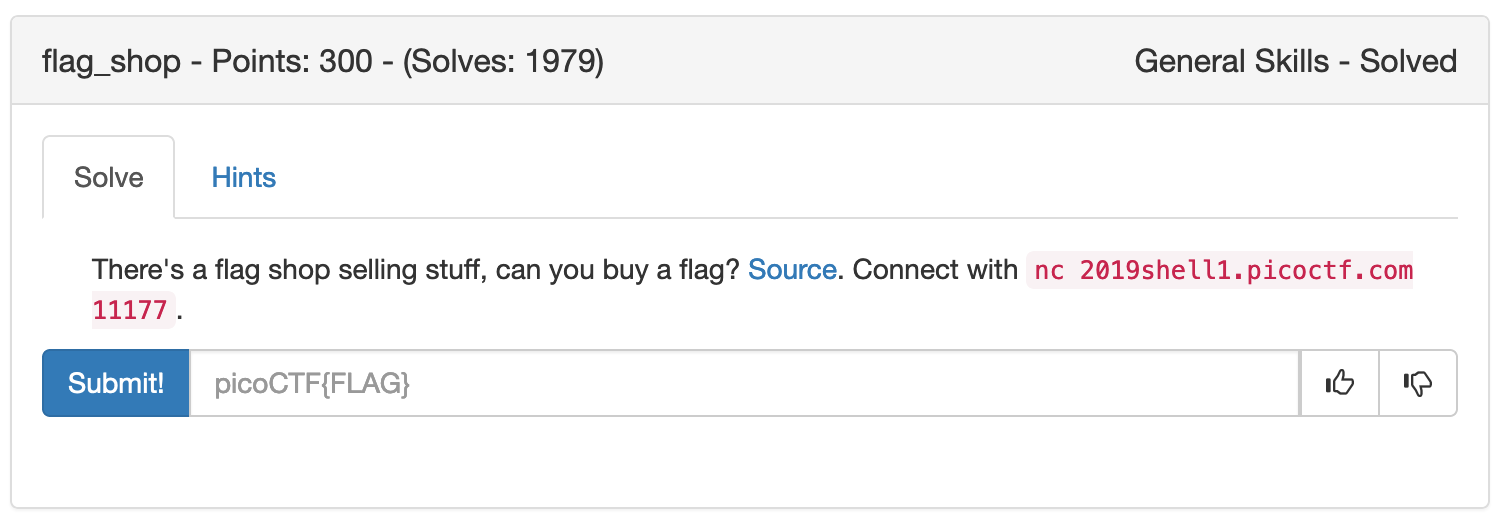 flag_shop - Points: 300 - (Solves: 1979)
General Skills - Solved
Solve
Hints
There's a flag shop selling stuff, can you buy a flag? Source. Connect with nc 2019shell1.picoctf.com
11177.
Submit!
picoCTF{FLAG}